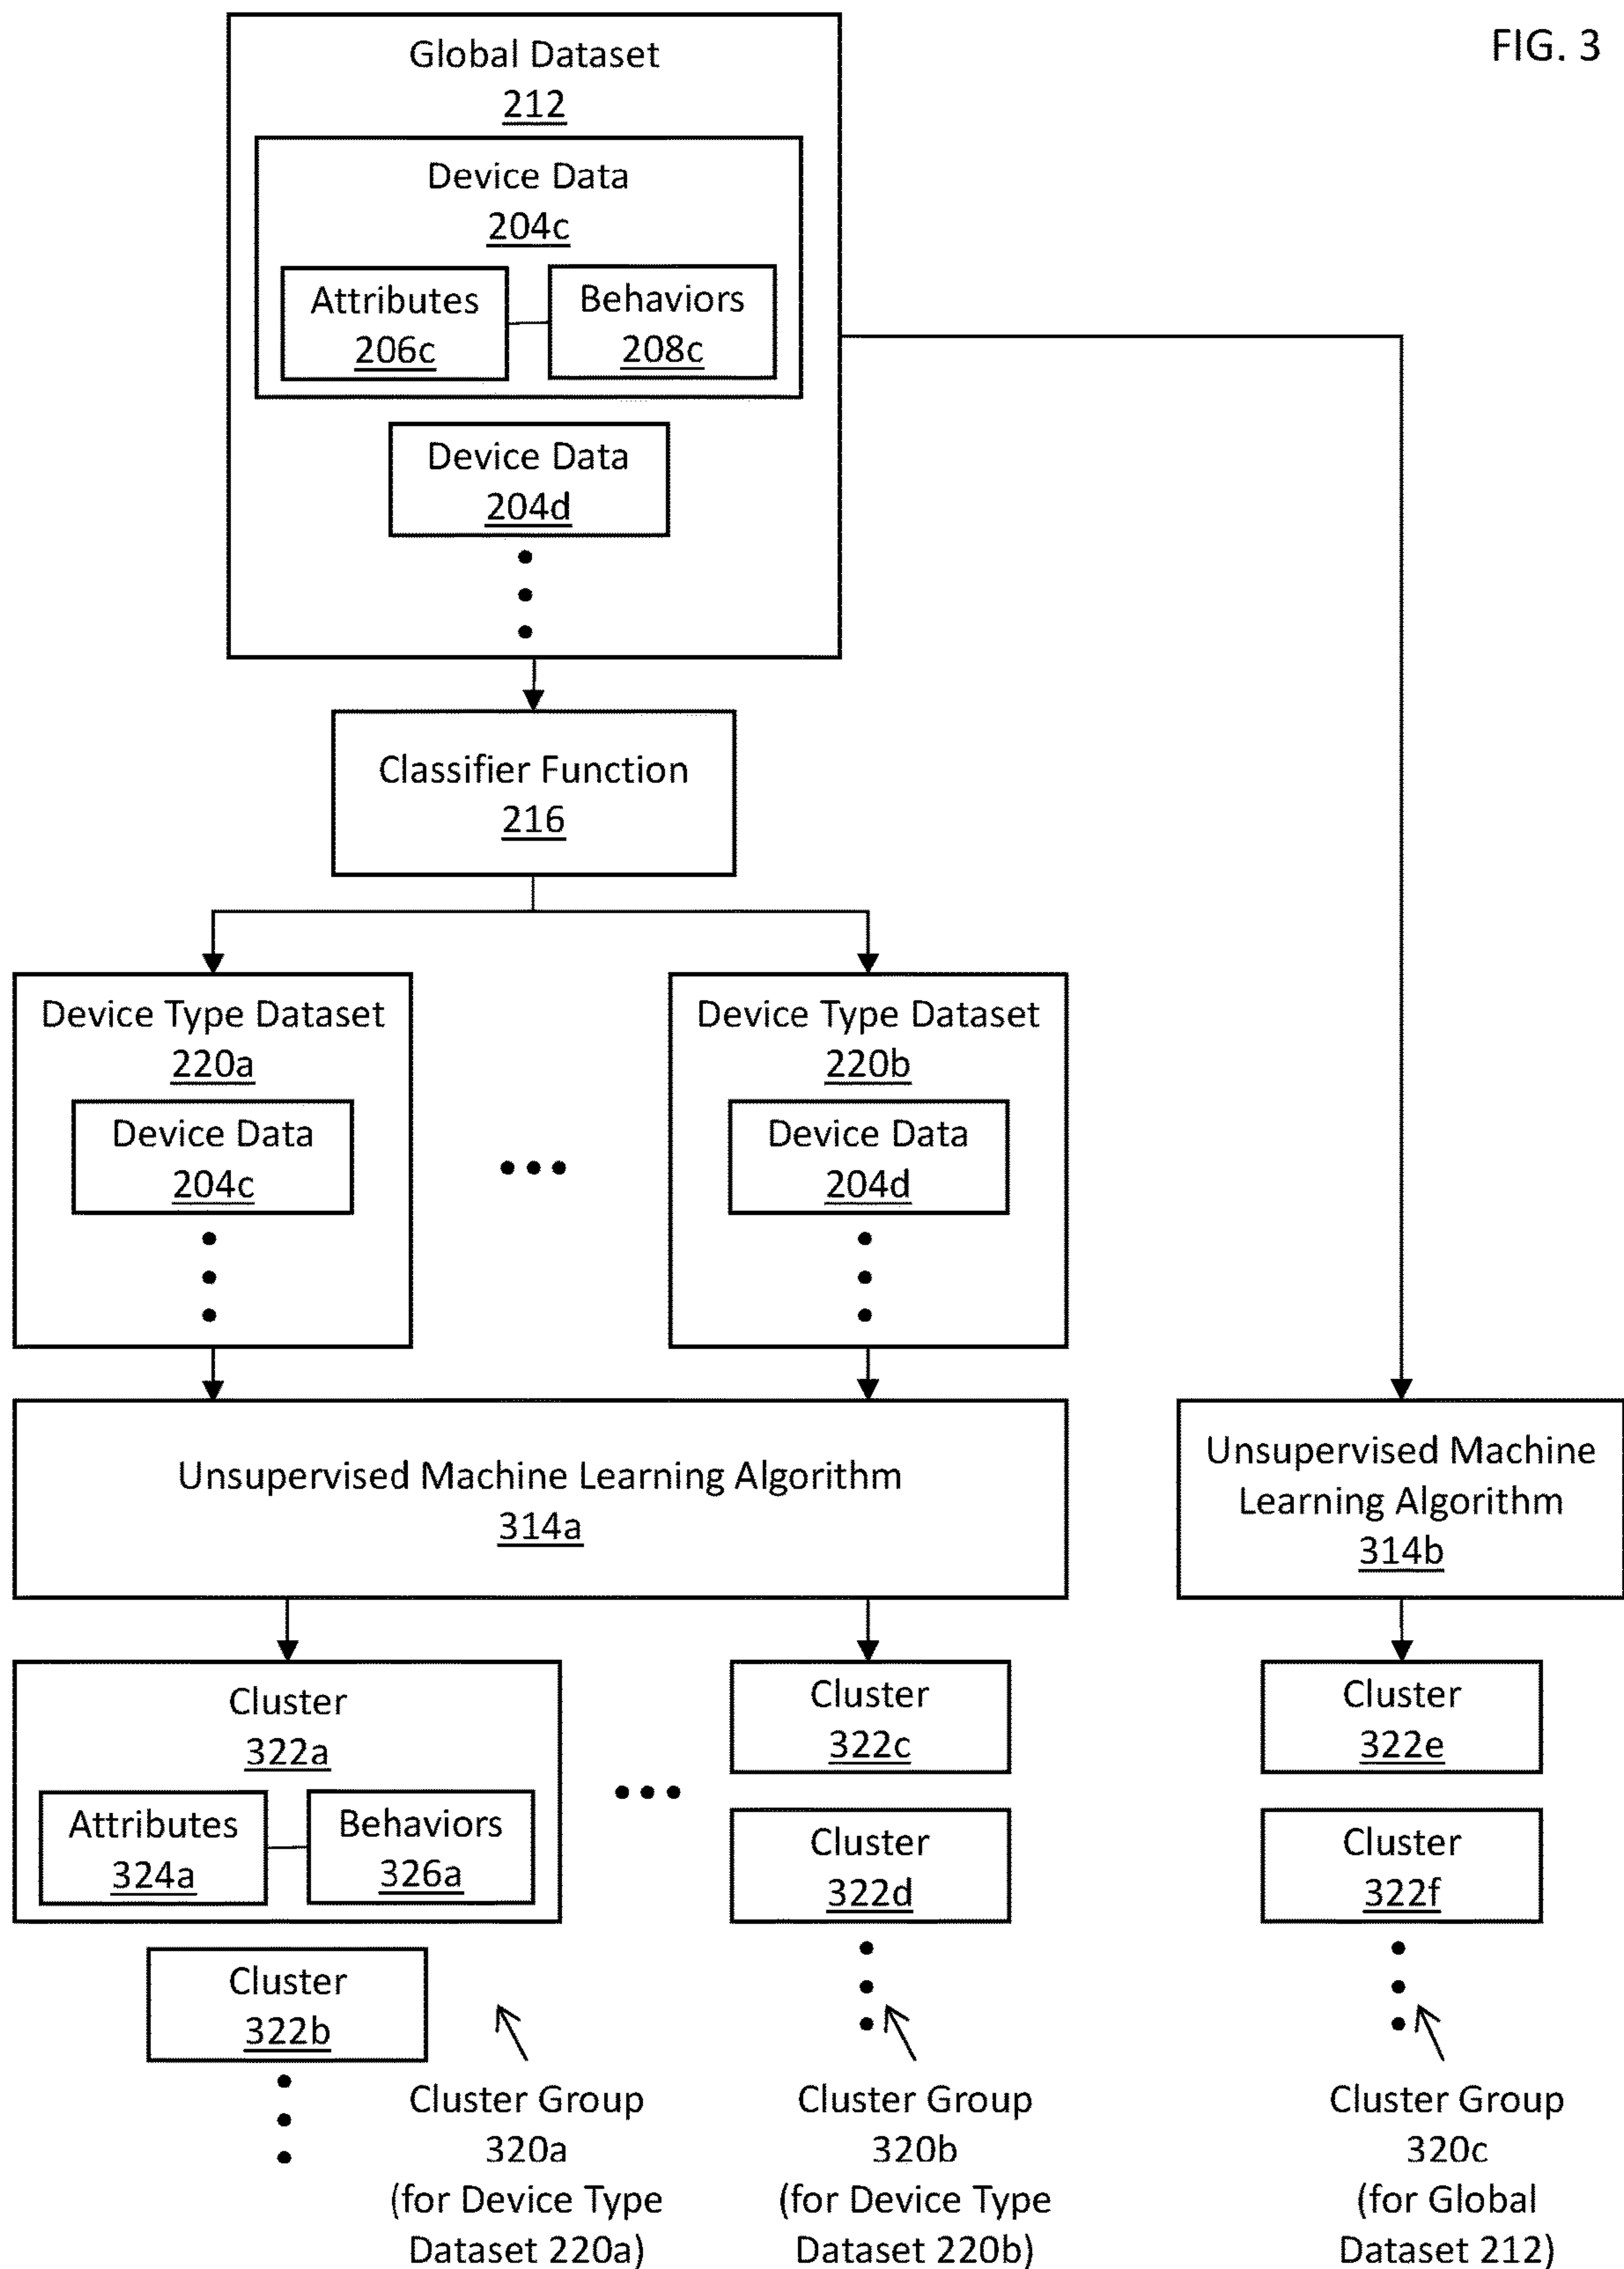 FIG. 3
Global Dataset
212
Device Data
204c
Attributes
206c
Behaviors
208c
Device Data
204d
Classifier Function
216
Device Type Dataset
220a
Device Data
204c
Device Type Dataset
220b
Device Data
204d
Unsupervised Machine Learning Algorithm
314a
Unsupervised Machine
Learning Algorithm
314b
Cluster
322a
Attributes
324a
Behaviors
326a
Cluster
322b
Cluster
322c
Cluster
322d
Cluster
322e
Cluster
322f
Cluster Group
320a
(for Device Type
Dataset 220a)
Cluster Group
320b
(for Device Type
Dataset 220b)
Cluster Group
320c
(for Global
Dataset 212)